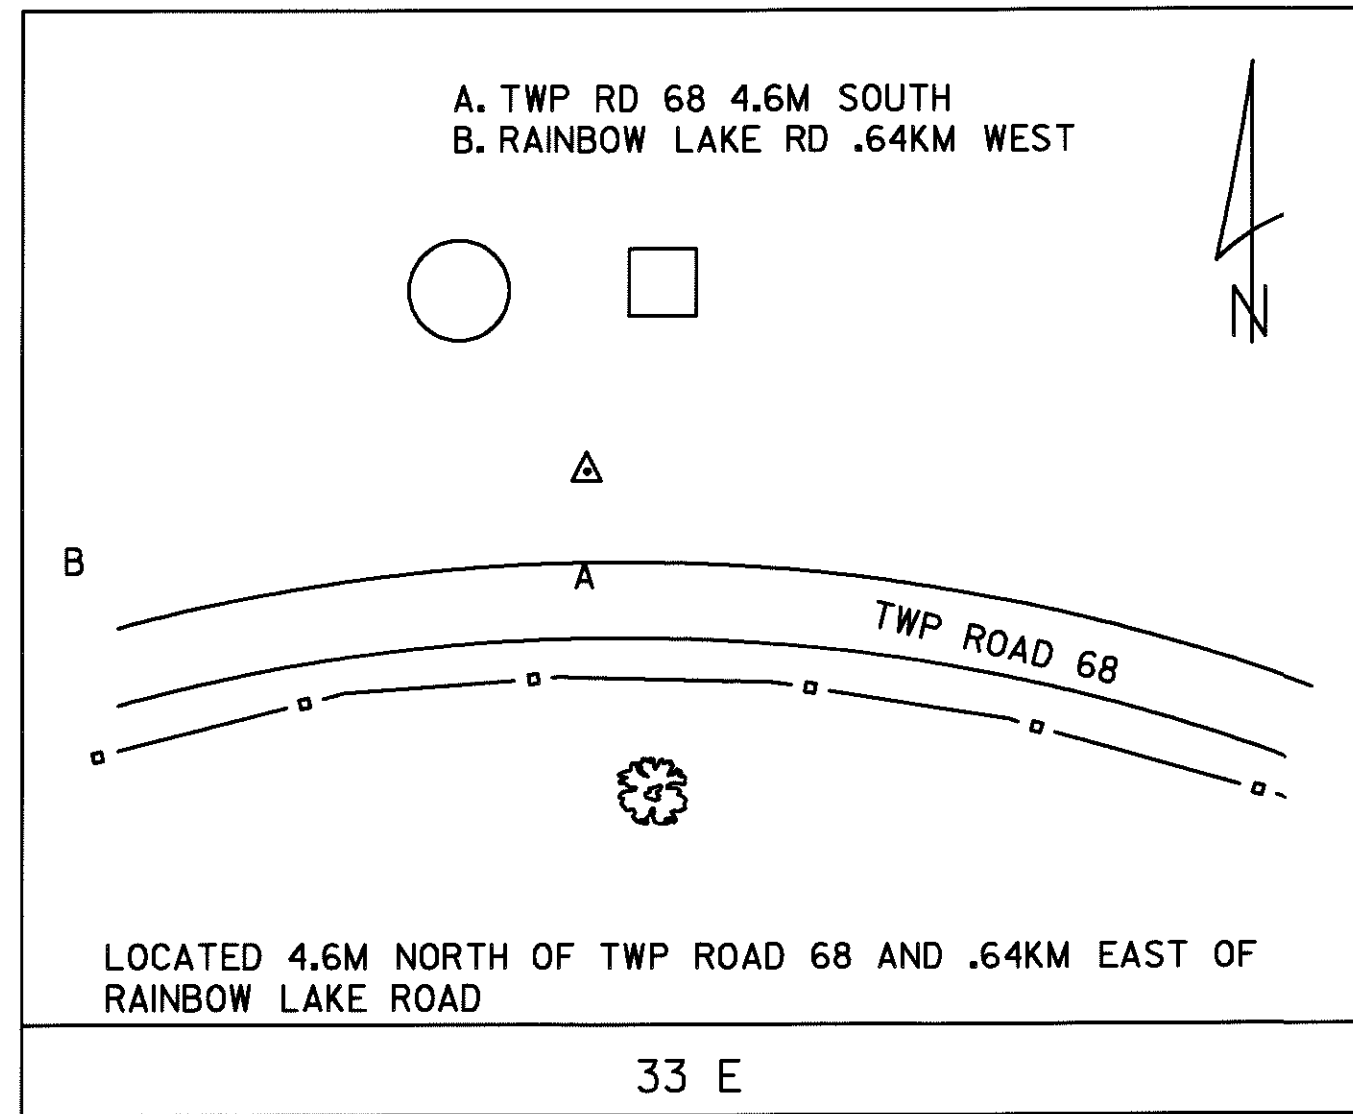 A. TWP RD 68 4.6M SOUTH
B. RAINBOW LAKE RD .64KM WEST
N
B
A
TWP ROAD 68
LOCATED 4.6M NORTH OF TWP ROAD 68 AND .64KM EAST OF
RAINBOW LAKE ROAD
33 E